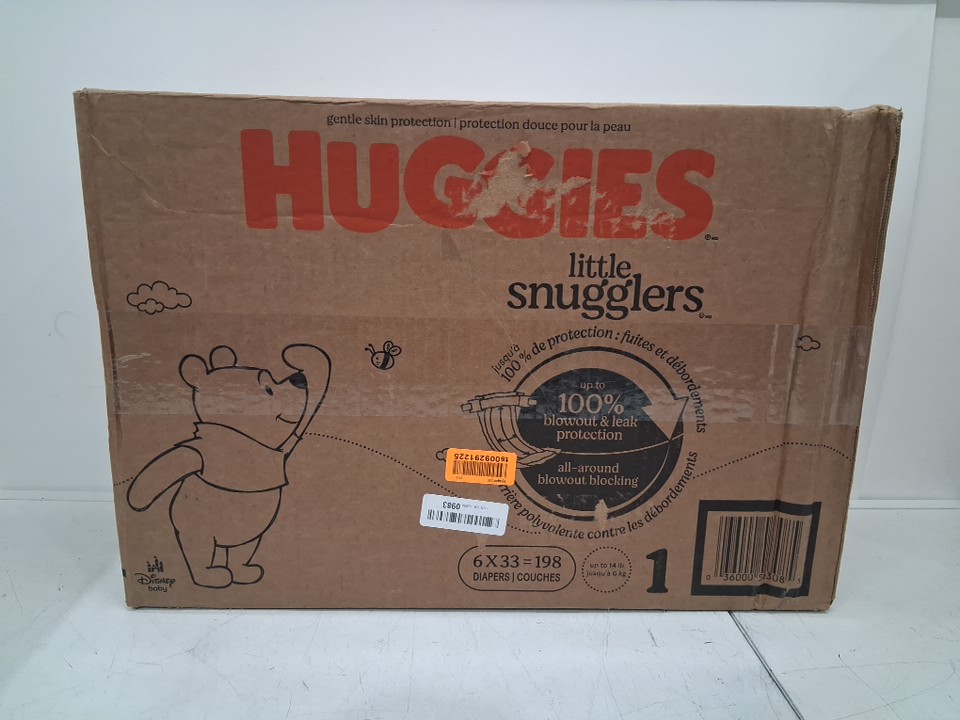 gentle skin protection | protection douce pour la peau
HUGGIES
little
snugglers
jusqu'à
100 % de protection : fuites et débordements
up to
100%
blowout & leak
protection
all-around
blowout blocking
polyvalente contre les débordements
6 X 33 = 198
DIAPERS | COUCHES
up to 14 lb
jusqu'à 6 kg
1
Disney
baby
0983